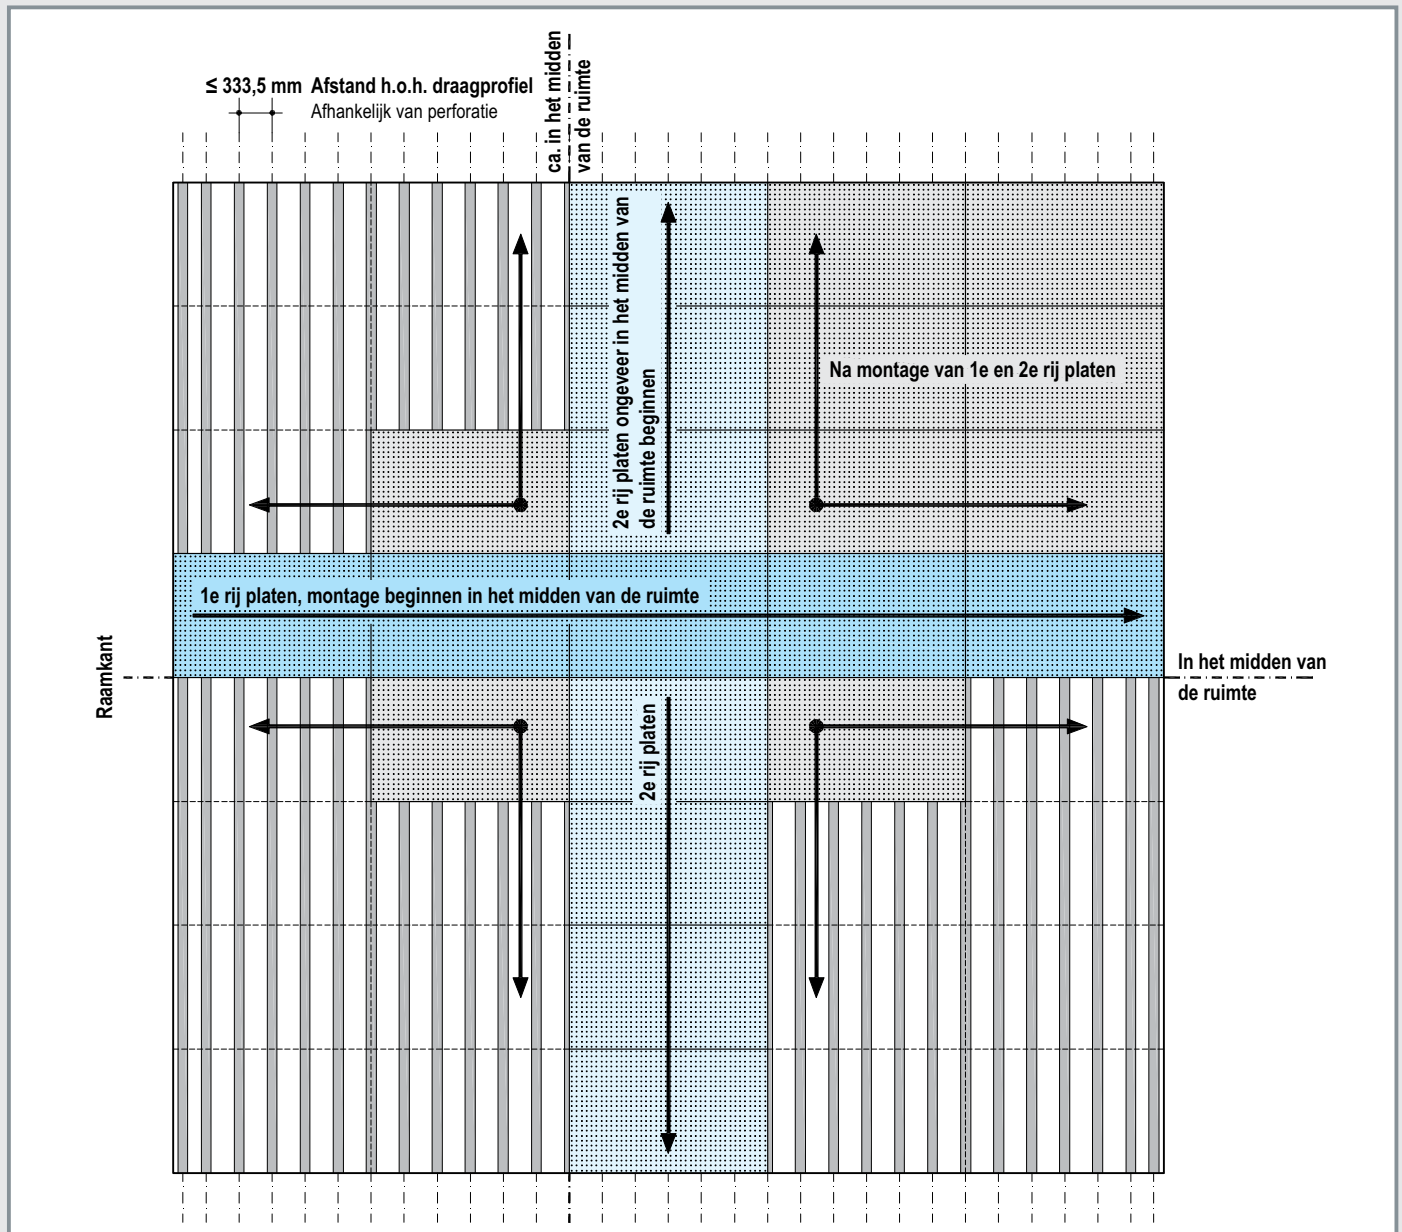 ≤ 333,5 mm Afstand h.o.h. draagprofiel
Afhankelijk van perforatie
ca. in het midden
van de ruimte
2e rij platen ongeveer in het midden van
de ruimte beginnen
Na montage van 1e en 2e rij platen
1e rij platen, montage beginnen in het midden van de ruimte
Raamkant
In het midden van
de ruimte
2e rij platen